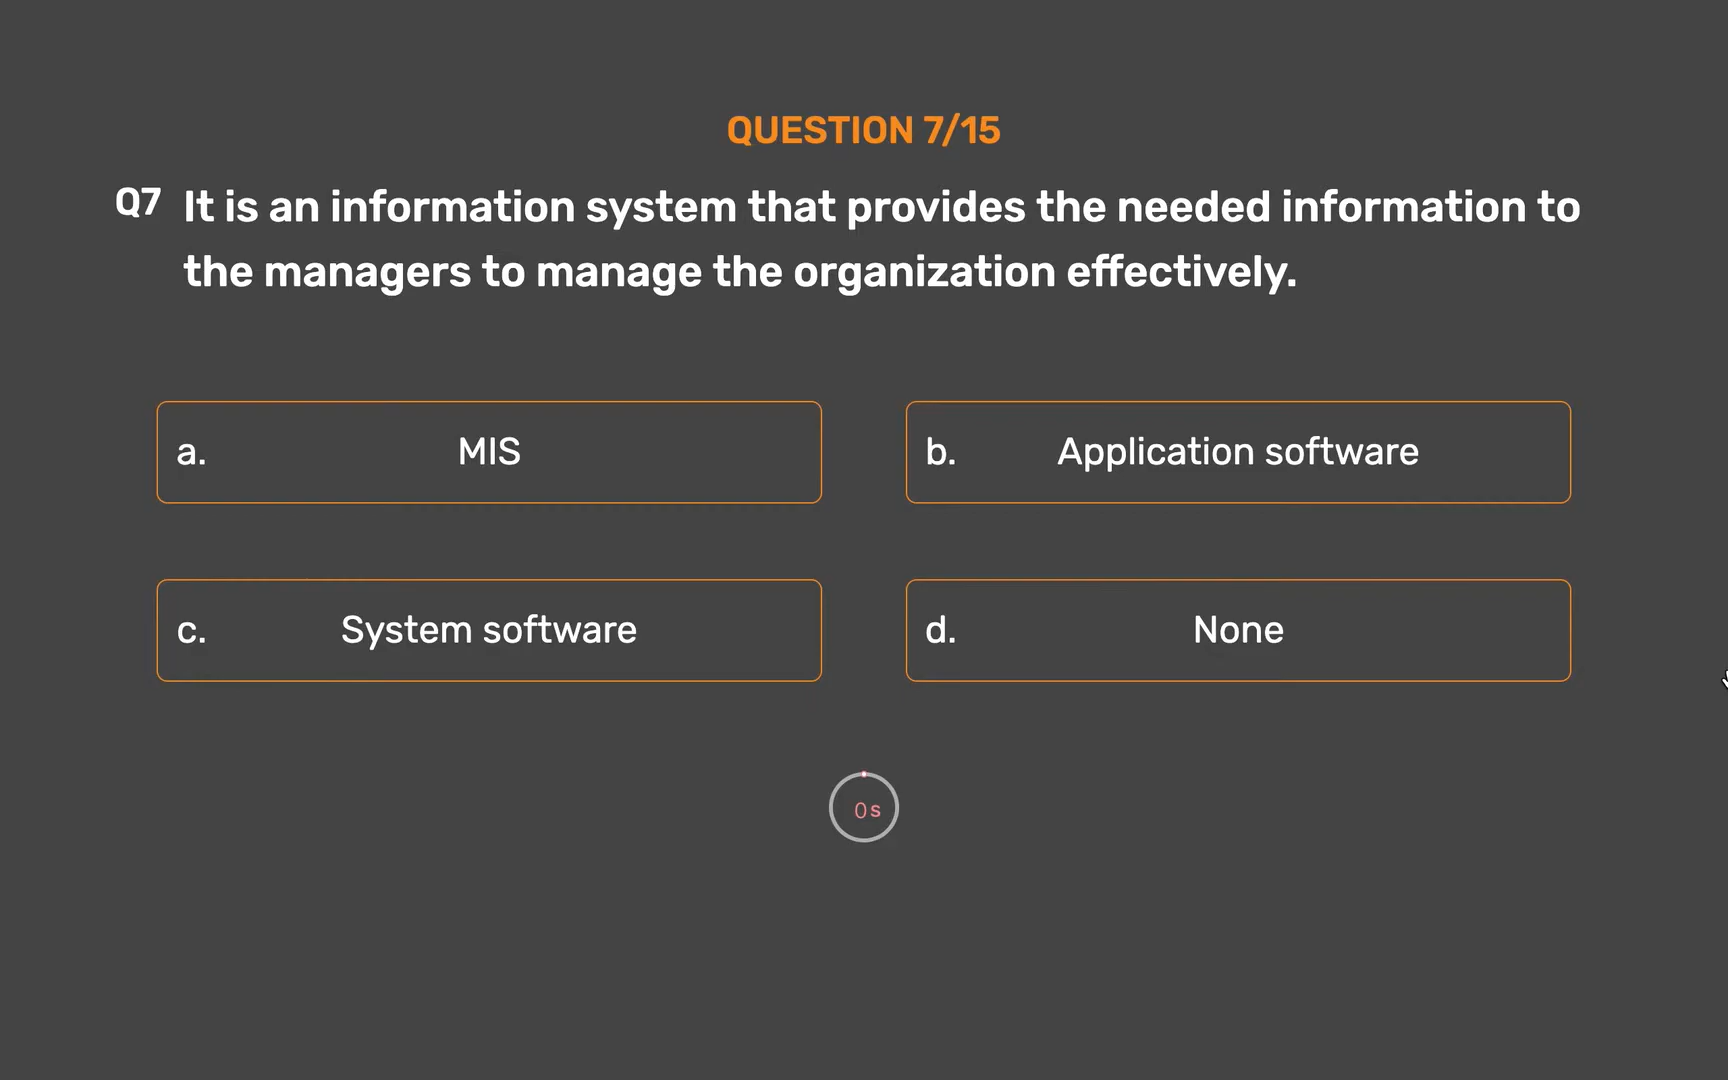 QUESTION 7/15
Q7 It is an information system that provides the needed information to
the managers to manage the organization effectively.
a. MIS
b. Application software
c. System software
d. None
0s